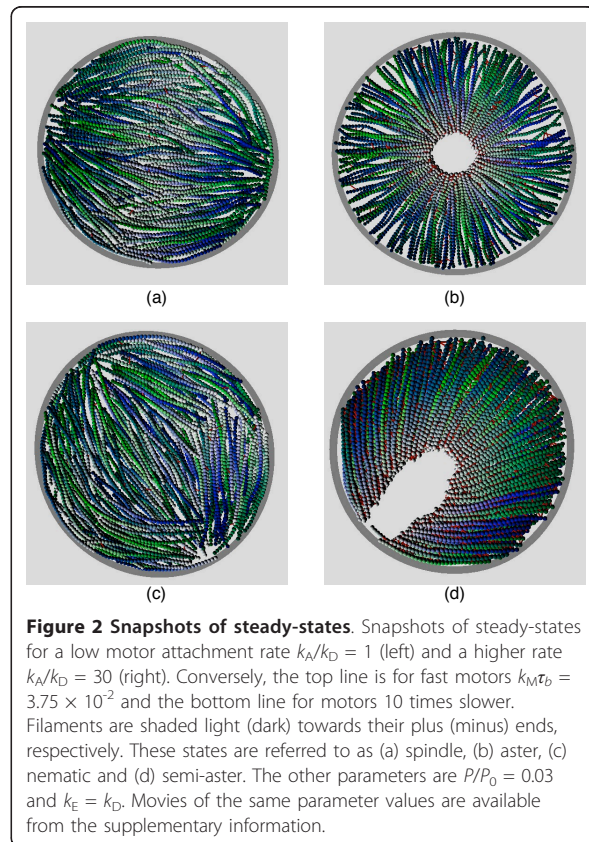 (a)
(b)
(c)
(d)
Figure 2 Snapshots of steady-states. Snapshots of steady-states
for a low motor attachment rate kA/kD = 1 (left) and a higher rate
kA/kD = 30 (right). Conversely, the top line is for fast motors kMτb =
3.75 × 10-2 and the bottom line for motors 10 times slower.
Filaments are shaded light (dark) towards their plus (minus) ends,
respectively. These states are referred to as (a) spindle, (b) aster, (c)
nematic and (d) semi-aster. The other parameters are P/P0 = 0.03
and kE = kD. Movies of the same parameter values are available
from the supplementary information.